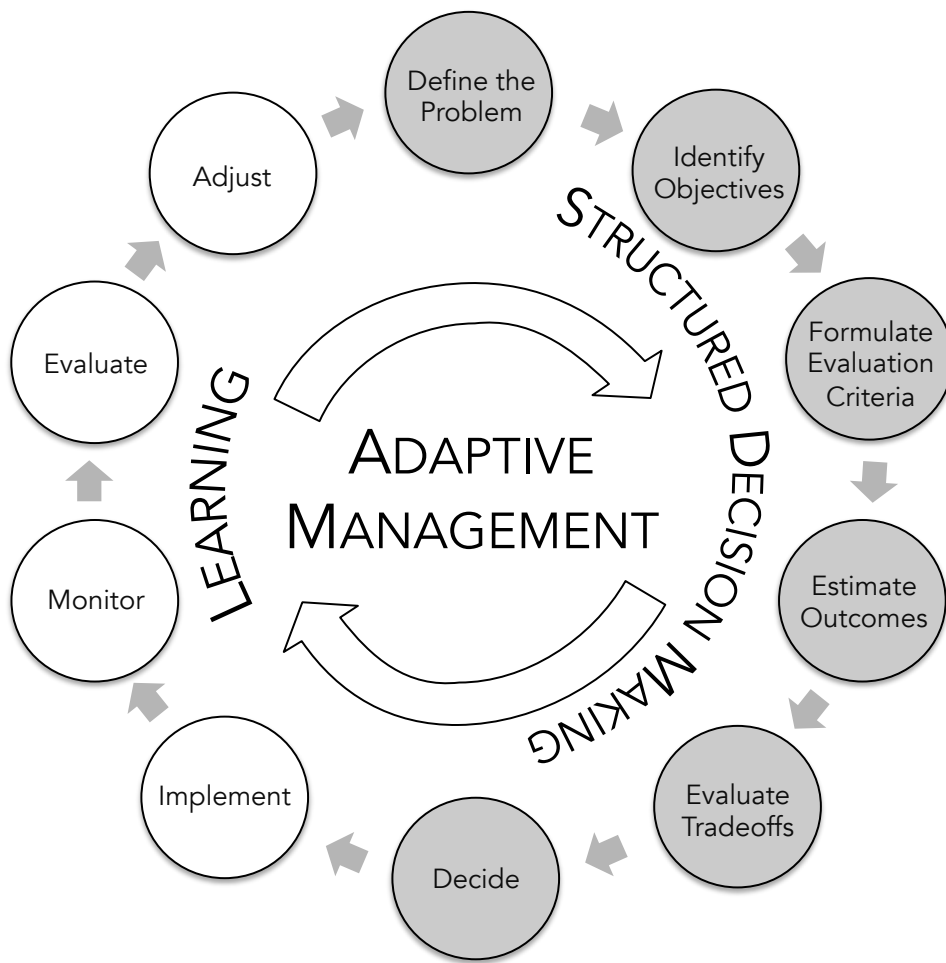 Define the
Problem
Identify
Objectives
Formulate
Evaluation
Criteria
Estimate
Outcomes
Evaluate
Tradeoffs
Decide
Implement
Monitor
Evaluate
Adjust
STRUCTURED DECISION MAKING
LEARNING
ADAPTIVE
MANAGEMENT